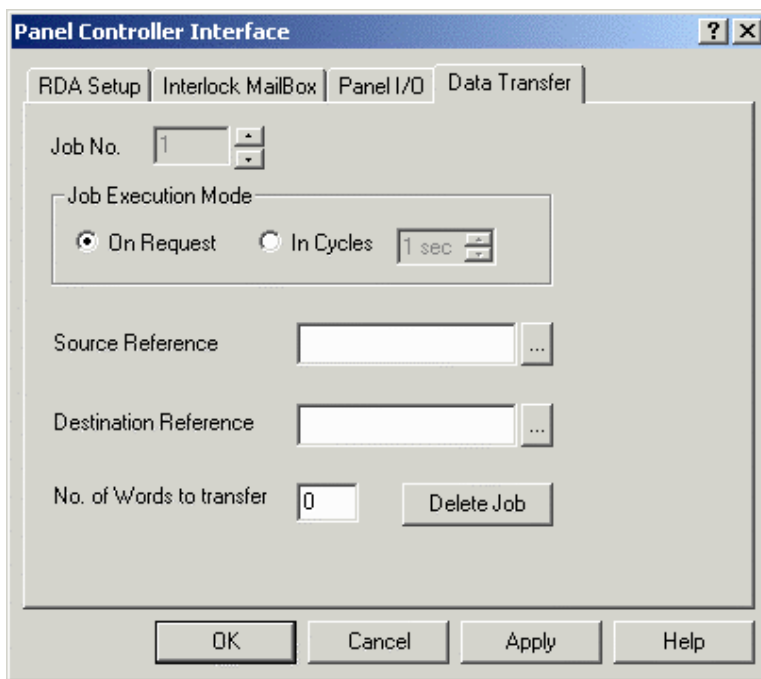 Panel Controller Interface
RDA Setup Interlock MailBox Panel I/O Data Transfer
Job No. 1
Job Execution Mode
On Request In Cycles 1 sec
Source Reference ...
Destination Reference ...
No. of Words to transfer 0 Delete Job
OK Cancel Apply Help